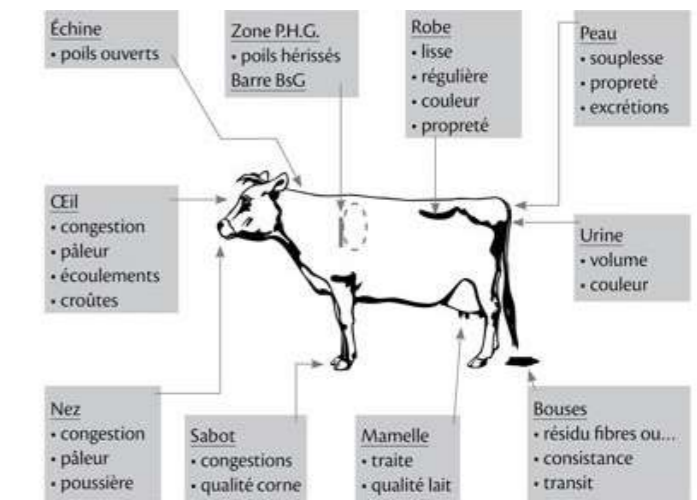 Échine
• poils ouverts
Zone P.H.G.
• poils hérissés
Barre BsG
Robe
• lisse
• régulière
• couleur
• propreté
Peau
• souplesse
• propreté
• excrétions
Œil
• congestion
• pâleur
• écoulements
• croûtes
Urine
• volume
• couleur
Nez
• congestion
• pâleur
• poussière
Sabot
• congestions
• qualité corne
Mamelle
• traite
• qualité lait
Bouses
• résidu fibres ou...
• consistance
• transit